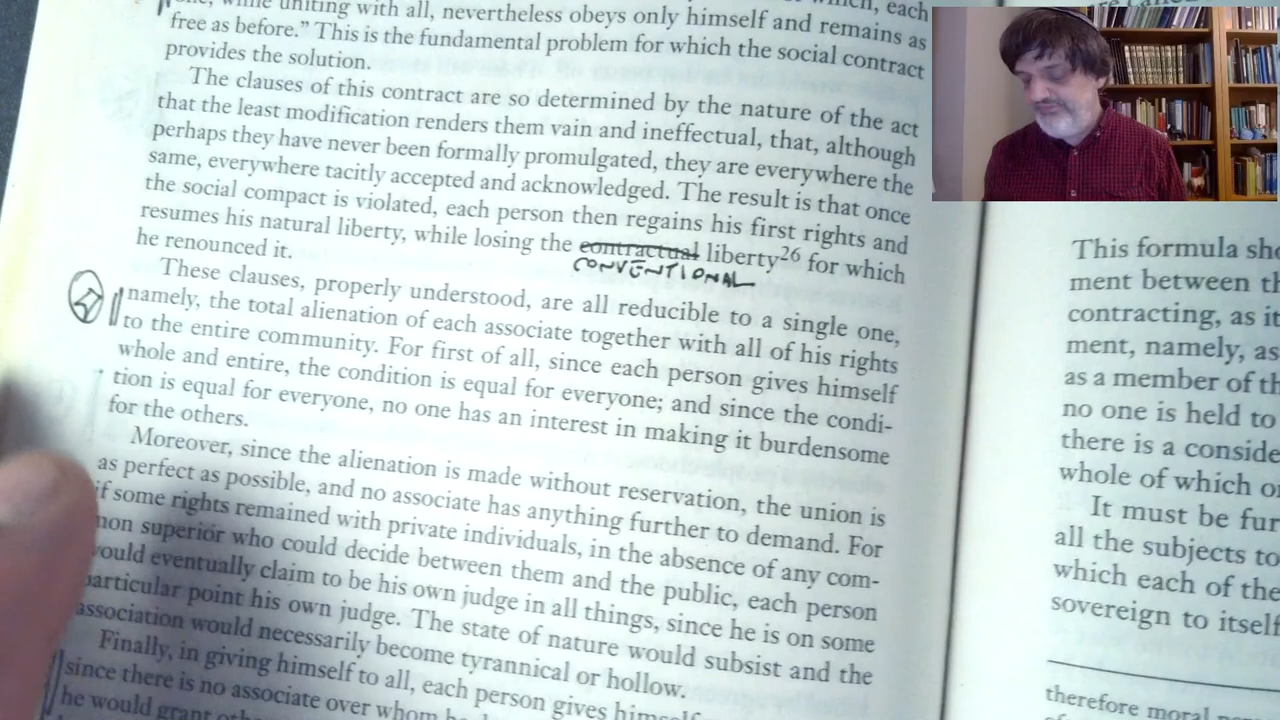 one, while uniting with all, nevertheless obeys only himself and remains as
free as before." This is the fundamental problem for which the social contract
provides the solution.
The clauses of this contract are so determined by the nature of the act
that the least modification renders them vain and ineffectual, that, although
perhaps they have never been formally promulgated, they are everywhere the
same, everywhere tacitly accepted and acknowledged. The result is that once
the social compact is violated, each person then regains his first rights and
resumes his natural liberty, while losing the contractual liberty26 for which
CONVENTIONAL
he renounced it.
These clauses, properly understood, are all reducible to a single one,
namely, the total alienation of each associate together with all of his rights
to the entire community. For first of all, since each person gives himself
whole and entire, the condition is equal for everyone; and since the condi-
tion is equal for everyone, no one has an interest in making it burdensome
for the others.
Moreover, since the alienation is made without reservation, the union is
as perfect as possible, and no associate has anything further to demand. For
if some rights remained with private individuals, in the absence of any com-
mon superior who could decide between them and the public, each person
would eventually claim to be his own judge in all things, since he is on some
particular point his own judge. The state of nature would subsist and the
association would necessarily become tyrannical or hollow.
Finally, in giving himself to all, each person gives himself
since there is no associate over whom he
he would grant
This formula sho
ment between th
contracting, as it
ment, namely, as
as a member of th
no one is held to
there is a conside
whole of which o
It must be fur
all the subjects to
which each of the
sovereign to itself
therefore moral